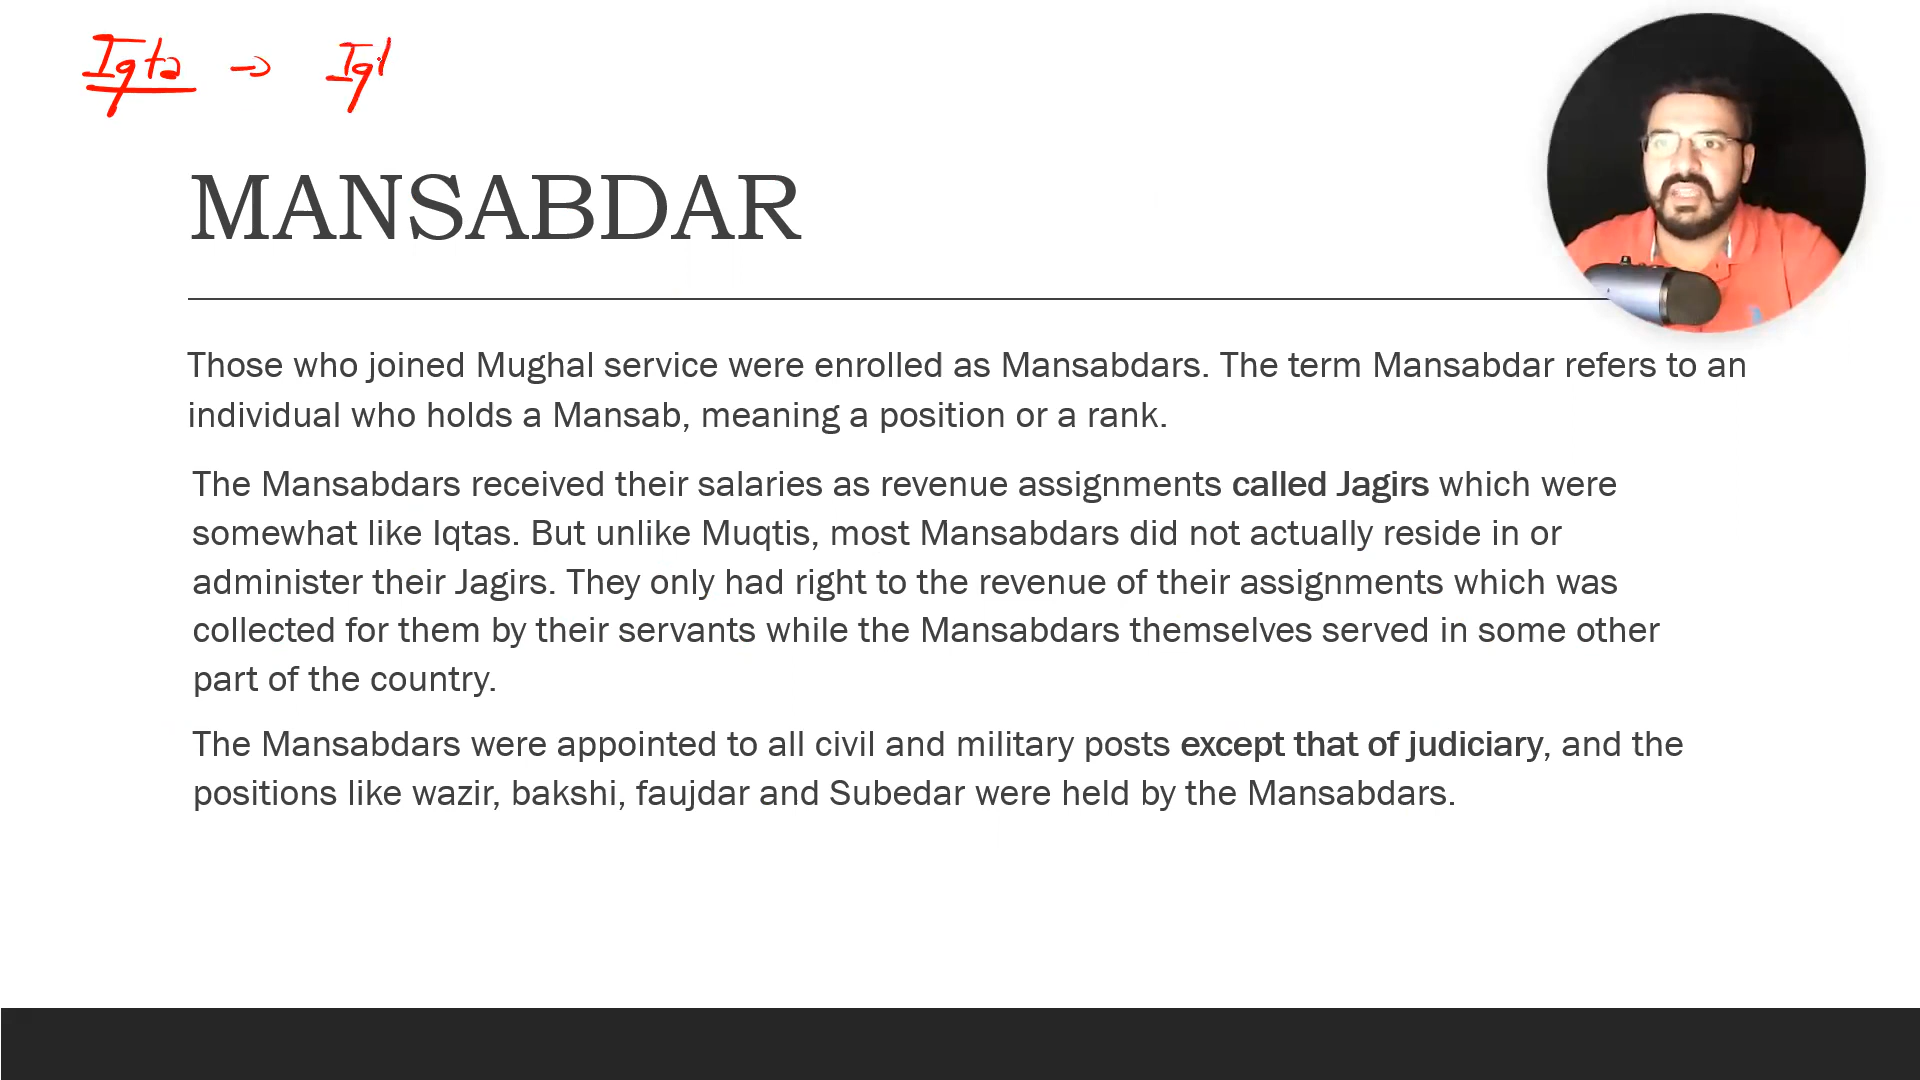 Iqta → Iq
MANSABDAR
Those who joined Mughal service were enrolled as Mansabdars. The term Mansabdar refers to an
individual who holds a Mansab, meaning a position or a rank.
The Mansabdars received their salaries as revenue assignments called Jagirs which were
somewhat like Iqtas. But unlike Muqtis, most Mansabdars did not actually reside in or
administer their Jagirs. They only had right to the revenue of their assignments which was
collected for them by their servants while the Mansabdars themselves served in some other
part of the country.
The Mansabdars were appointed to all civil and military posts except that of judiciary, and the
positions like wazir, bakshi, faujdar and Subedar were held by the Mansabdars.